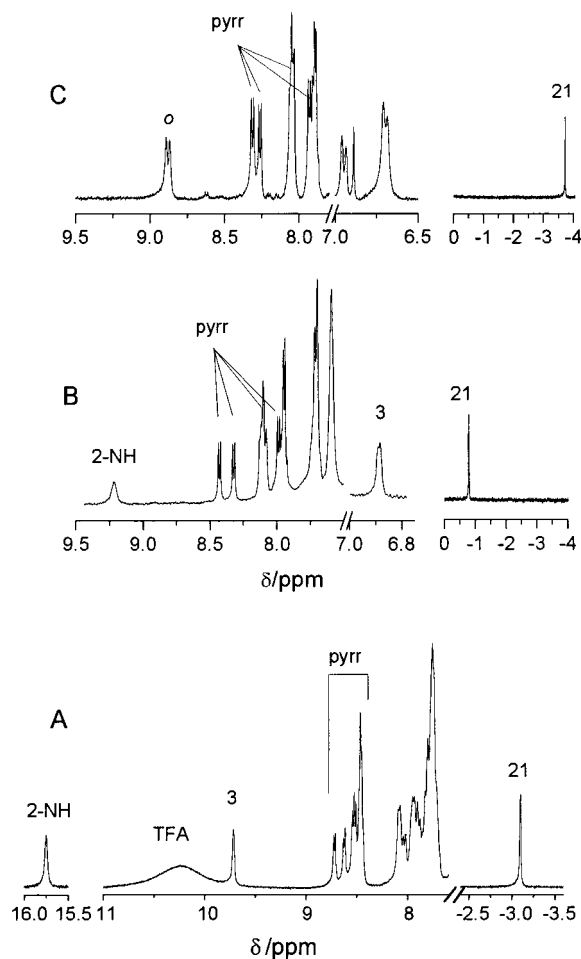 pyrr
C
o
21
9.5 9.0 8.5 8.0 7.0 6.5
0 -1 -2 -3 -4
pyrr
B
2-NH
3
21
9.5 9.0 8.5 8.0 7.0 6.8
0 -1 -2 -3 -4
δ/ppm
pyrr
A
2-NH
TFA
3
21
16.0 15.5 11 10 9 8 -2.5 -3.0 -3.5
δ/ppm